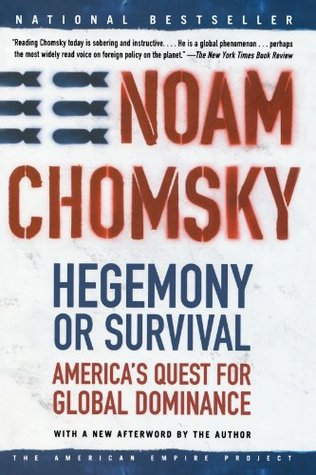 NATIONAL BESTSELLER
"Reading Chomsky today is sobering and instructive. . . . He is a global phenomenon . . . perhaps
the most widely read voice on foreign policy on the planet." —The New York Times Book Review
NOAM
CHOMSKY
HEGEMONY
OR SURVIVAL
AMERICA'S QUEST FOR
GLOBAL DOMINANCE
WITH A NEW AFTERWORD BY THE AUTHOR
THE AMERICAN EMPIRE PROJECT